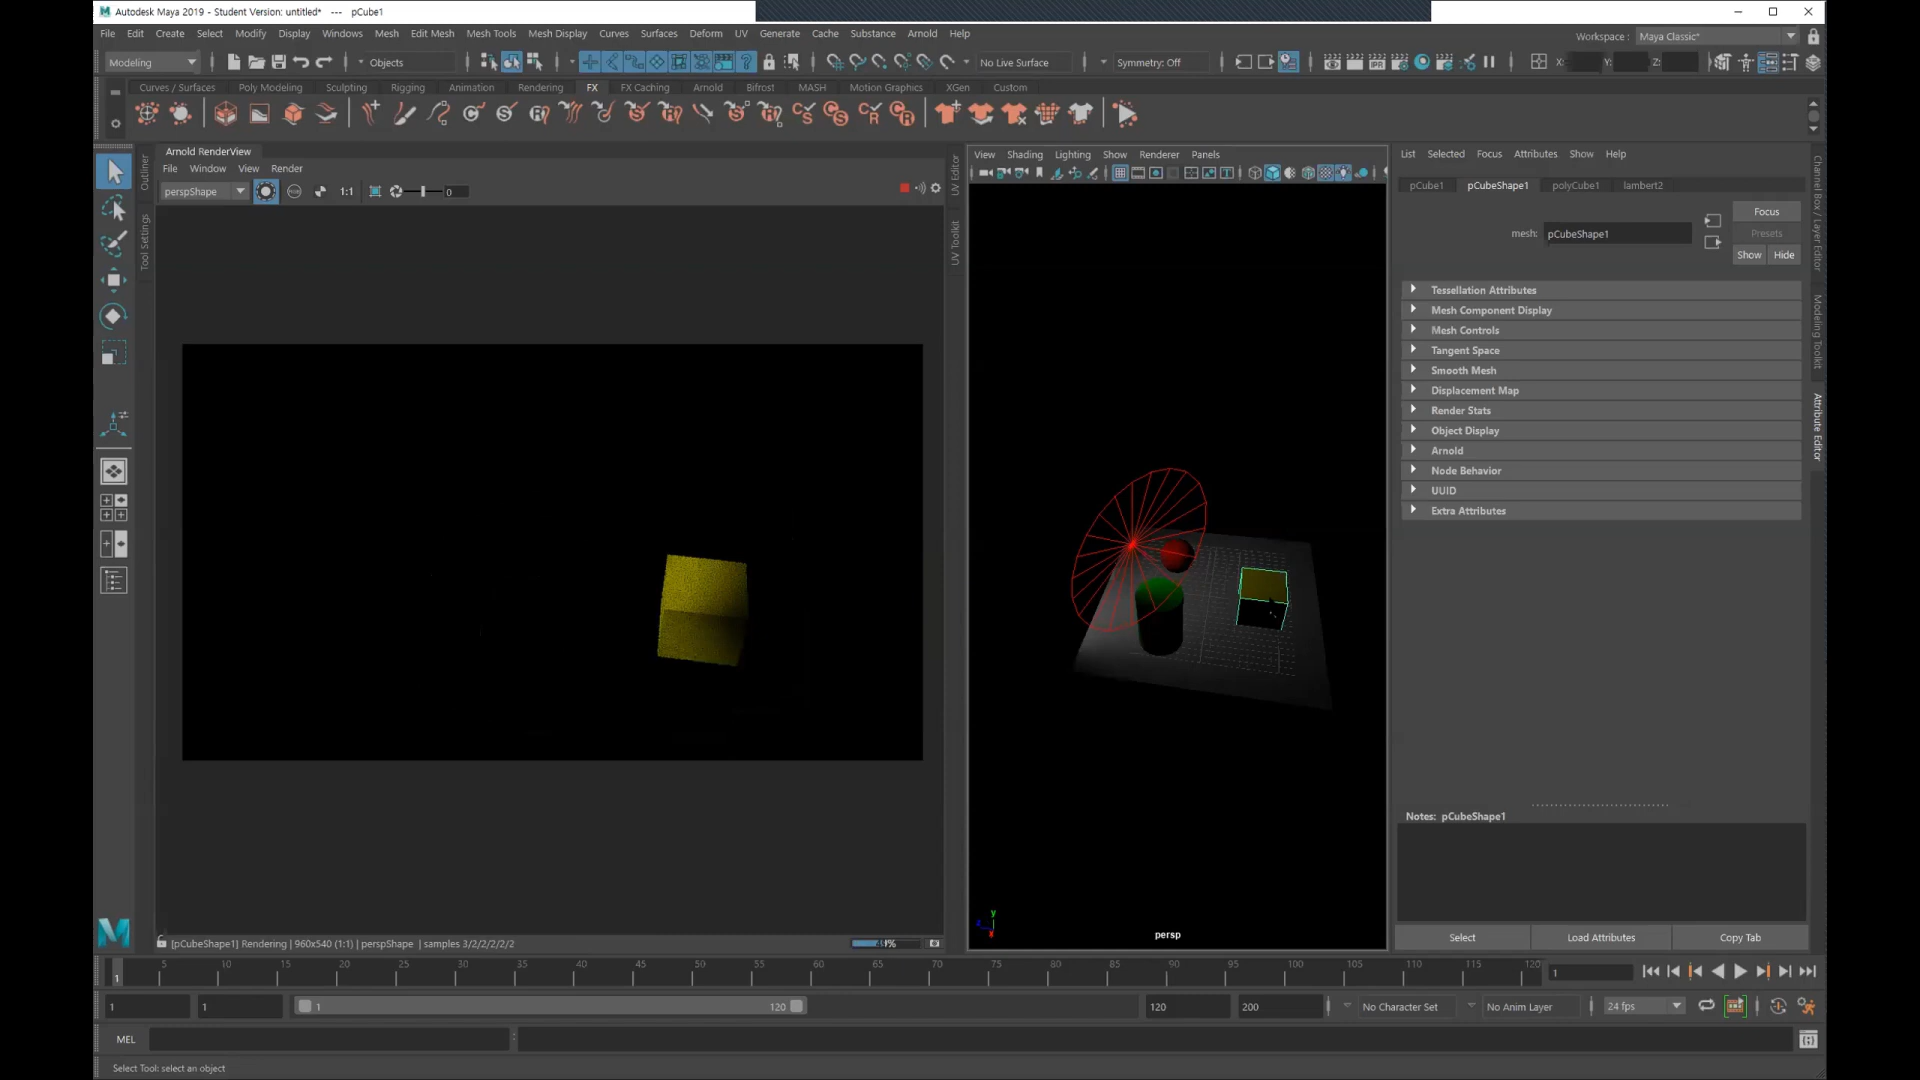 Autodesk Maya 2019 - Student Version: untitled* --- pCube1
File Edit Create Select Modify Display Windows Mesh Edit Mesh Mesh Tools Mesh Display Curves Surfaces Deform UV Generate Cache Substance Arnold Help
Workspace : Maya Classic*
Modeling Objects No Live Surface Symmetry: Off X: Y: Z:
Curves / Surfaces Poly Modeling Sculpting Rigging Animation Rendering FX FX Caching Arnold Bifrost MASH Motion Graphics XGen Custom
Outliner
Tool Settings
Arnold RenderView
File Window View Render
perspShape 1:1 0
UV Editor
UV Toolkit
View Shading Lighting Show Renderer Panels
persp
List Selected Focus Attributes Show Help
pCube1 pCubeShape1 polyCube1 lambert2
Focus
mesh: pCubeShape1
Presets
Show Hide
Tessellation Attributes
Mesh Component Display
Mesh Controls
Tangent Space
Smooth Mesh
Displacement Map
Render Stats
Object Display
Arnold
Node Behavior
UUID
Extra Attributes
Notes: pCubeShape1
Select Load Attributes Copy Tab
Channel Box / Layer Editor
Modeling Toolkit
Attribute Editor
[pCubeShape1] Rendering | 960x540 (1:1) | perspShape | samples 3/2/2/2/2/2
1 5 10 15 20 25 30 35 40 45 50 55 60 65 70 75 80 85 90 95 100 105 110 115 120 1
1 1 1 120 120 200 No Character Set No Anim Layer 24 fps
MEL
Select Tool: select an object